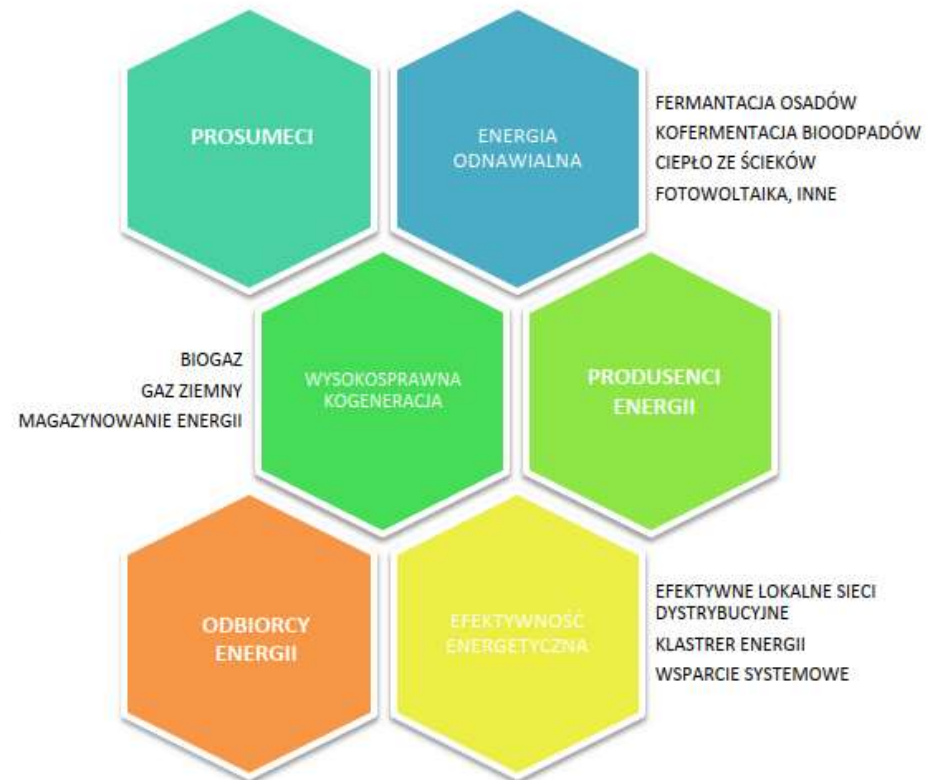 PROSUMECI
ENERGIA
ODNAWIALNA
FERMANTACJA OSADÓW
KOFERMENTACJA BIOODPADÓW
CIEPŁO ZE ŚCIEKÓW
FOTOWOLTAIKA, INNE
BIOGAZ
GAZ ZIEMNY
MAGAZYNOWANIE ENERGII
WYSOKOSPRAWNA
KOGENERACJA
PRODUSENCI
ENERGII
ODBIORCY
ENERGII
EFEKTYWNOŚĆ
ENERGETYCZNA
EFEKTYWNE LOKALNE SIECI
DYSTRYBUCYJNE
KLASTRER ENERGII
WSPARCIE SYSTEMOWE